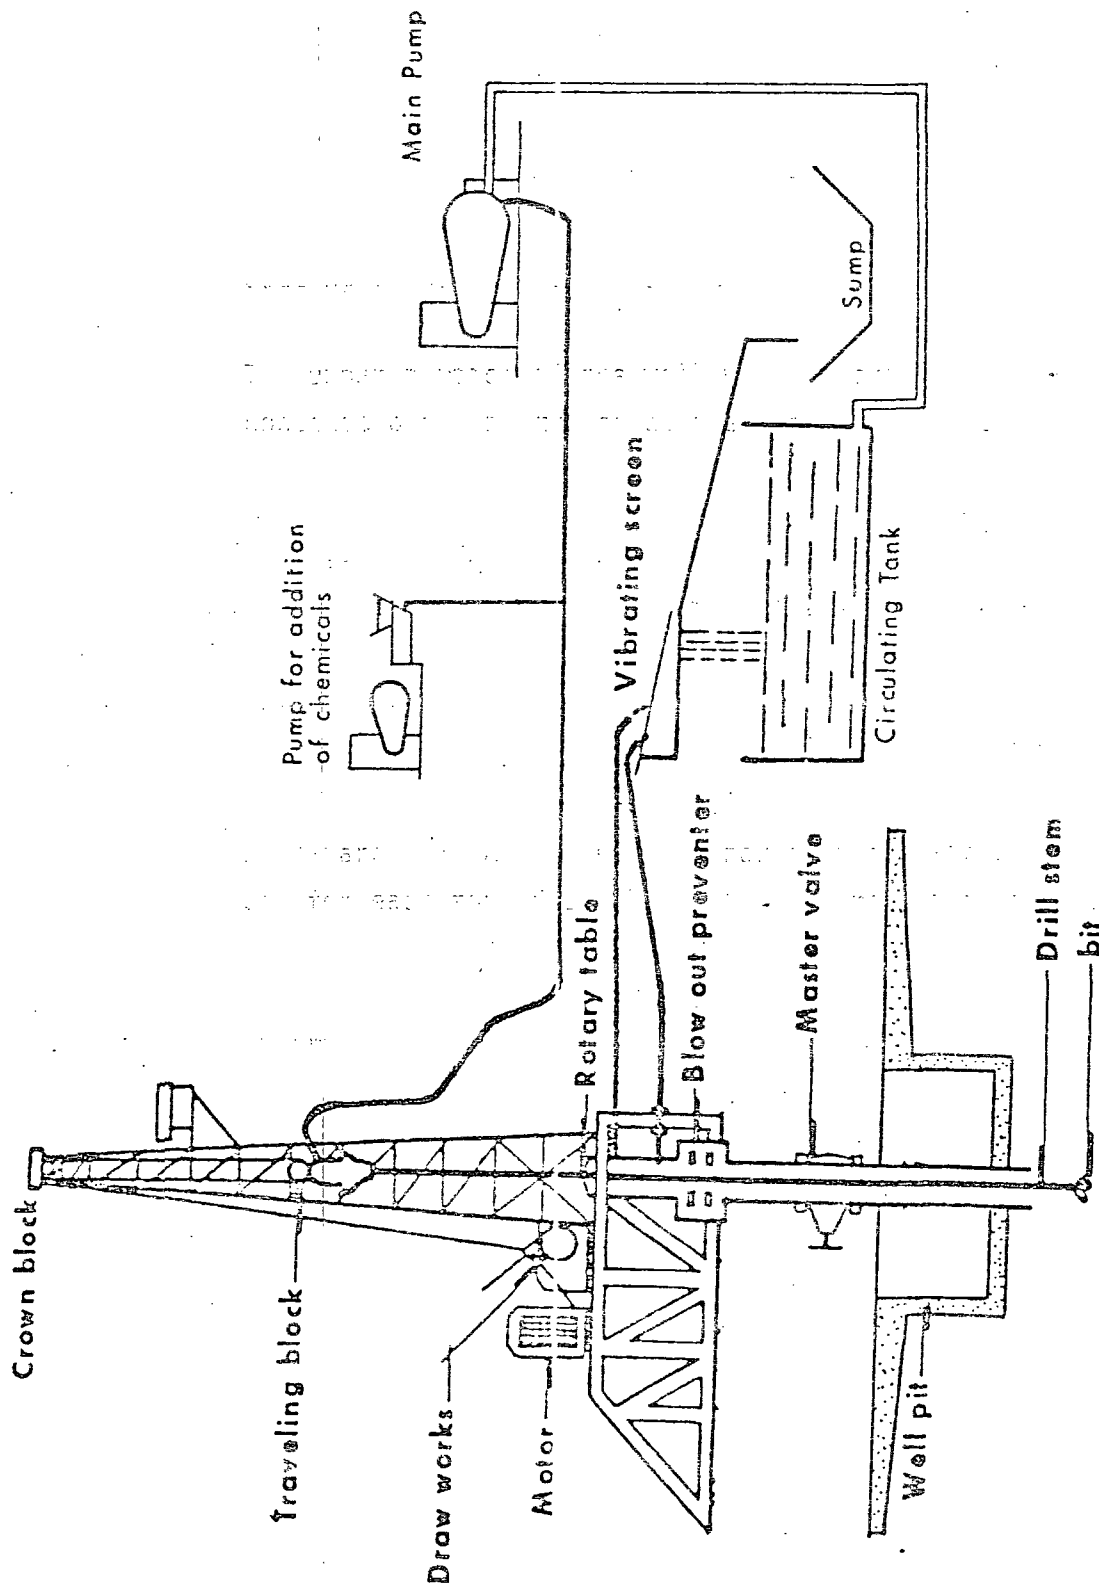 Crown block
Traveling block
Draw works
Motor
Well pit
Pump for addition
of chemicals
Main Pump
Rotary table
Vibrating screen
Blow out preventer
Master valve
Sump
Circulating Tank
Drill stem
bit